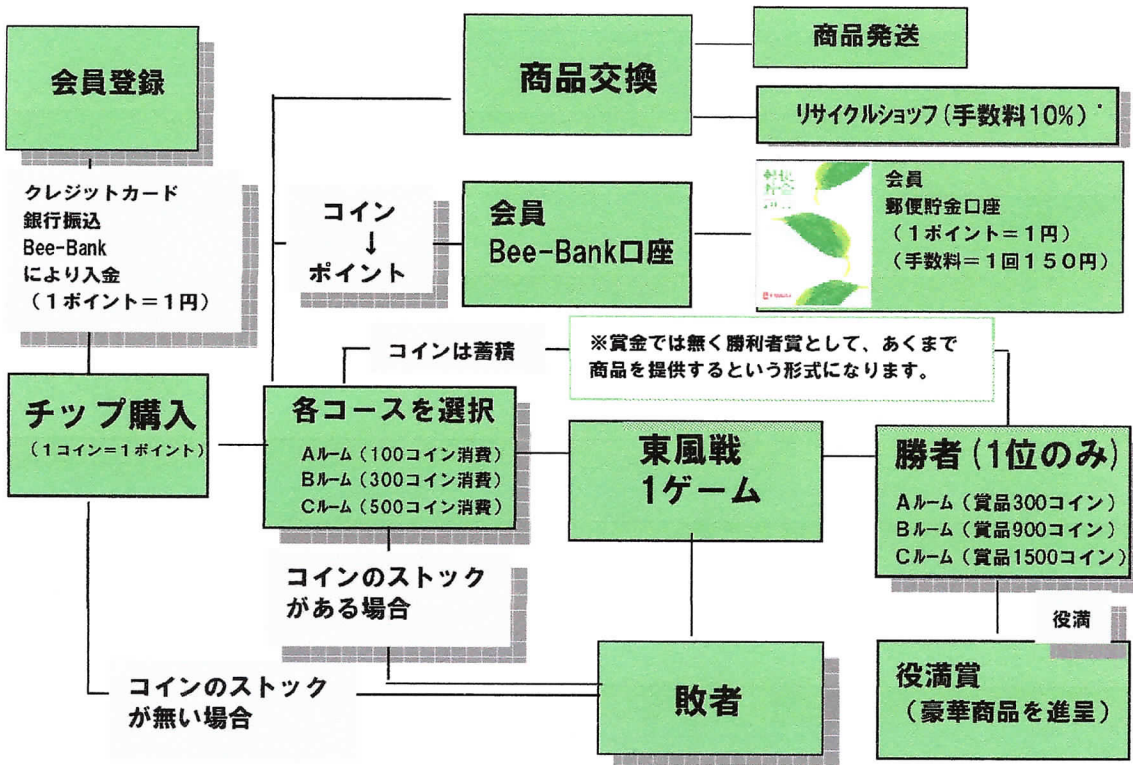 会員登録
クレジットカード
銀行振込
Bee-Bank
により入金
（1ポイント＝1円）
チップ購入
（1コイン＝1ポイント）
商品交換
商品発送
リサイクルショップ（手数料10%）
コイン
↓
ポイント
会員
Bee-Bank口座
会員
郵便貯金口座
（1ポイント＝1円）
（手数料＝1回150円）
コインは蓄積
※賞金では無く勝利者賞として、あくまで
商品を提供するという形式になります。
各コースを選択
Aルーム（100コイン消費）
Bルーム（300コイン消費）
Cルーム（500コイン消費）
東風戦
1ゲーム
勝者（1位のみ）
Aルーム（賞品300コイン）
Bルーム（賞品900コイン）
Cルーム（賞品1500コイン）
コインのストック
がある場合
役満
コインのストック
が無い場合
敗者
役満賞
（豪華商品を進呈）